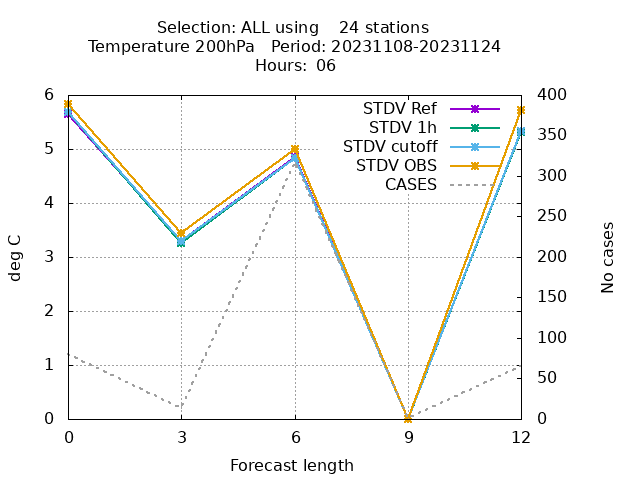 Selection: ALL using    24 stations
Temperature 200hPa   Period: 20231108-20231124
Hours:  06
6
5
4
3
2
1
0
400
350
300
250
200
150
100
50
0
STDV Ref
STDV 1h
STDV cutoff
STDV OBS
CASES
deg C
No cases
0
3
6
9
12
Forecast length